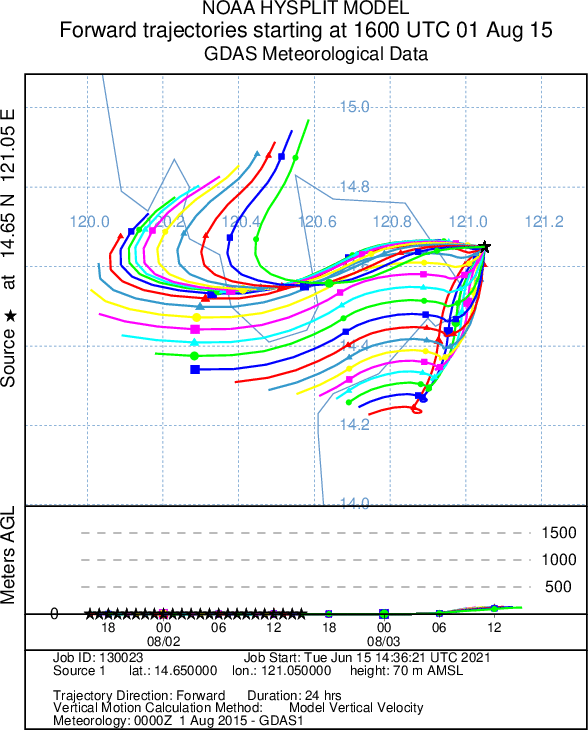 NOAA HYSPLIT MODEL
Forward trajectories starting at 1600 UTC 01 Aug 15
GDAS Meteorological Data
Source ★ at 14.65 N 121.05 E
15.0
14.8
120.0 120.2 120.4 120.6 120.8 121.0 121.2
14.4
14.2
14.0
Meters AGL
1500
1000
500
0
18 00 06 12 18 00 06 12
08/02 08/03
Job ID: 130023 Job Start: Tue Jun 15 14:36:21 UTC 2021
Source 1 lat.: 14.650000 lon.: 121.050000 height: 70 m AMSL
Trajectory Direction: Forward Duration: 24 hrs
Vertical Motion Calculation Method: Model Vertical Velocity
Meteorology: 0000Z 1 Aug 2015 - GDAS1